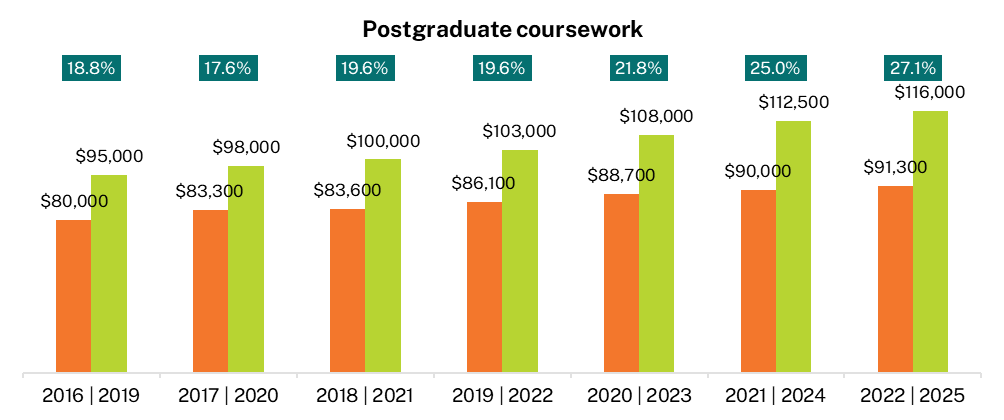 Postgraduate coursework
18.8% 17.6% 19.6% 19.6% 21.8% 25.0% 27.1%
$95,000 $98,000 $100,000 $103,000 $108,000 $112,500 $116,000
$80,000 $83,300 $83,600 $86,100 $88,700 $90,000 $91,300
2016 | 2019 2017 | 2020 2018 | 2021 2019 | 2022 2020 | 2023 2021 | 2024 2022 | 2025